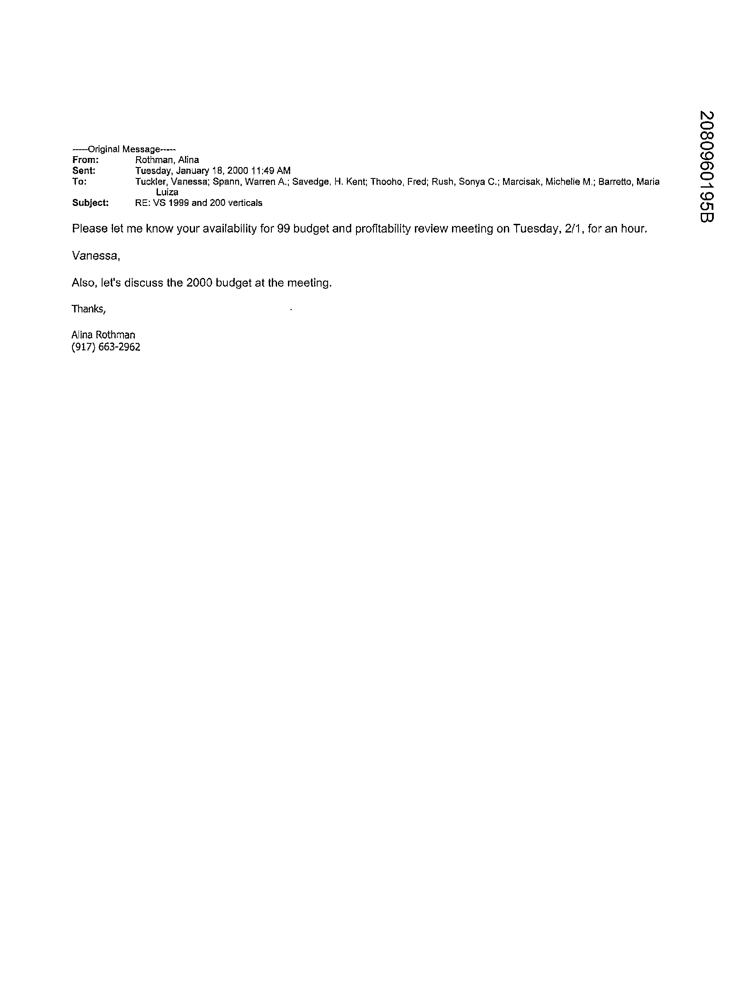 2080960195B
-----Original Message-----
From: Rothman, Alina
Sent: Tuesday, January 18, 2000 11:49 AM
To: Tuckler, Vanessa; Spann, Warren A.; Savedge, H. Kent; Thooho, Fred; Rush, Sonya C.; Marcisak, Michelle M.; Barretto, Maria
Luiza
Subject: RE: VS 1999 and 200 verticals
Please let me know your availability for 99 budget and profitability review meeting on Tuesday, 2/1, for an hour.
Vanessa,
Also, let's discuss the 2000 budget at the meeting.
Thanks,
Alina Rothman
(917) 663-2962